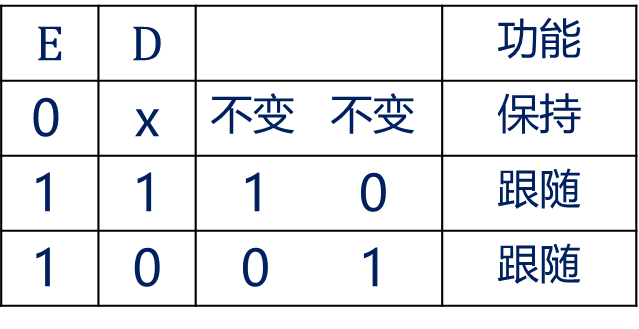 E D 功能
0 x 不变 不变 保持
1 1 1 0 跟随
1 0 0 1 跟随